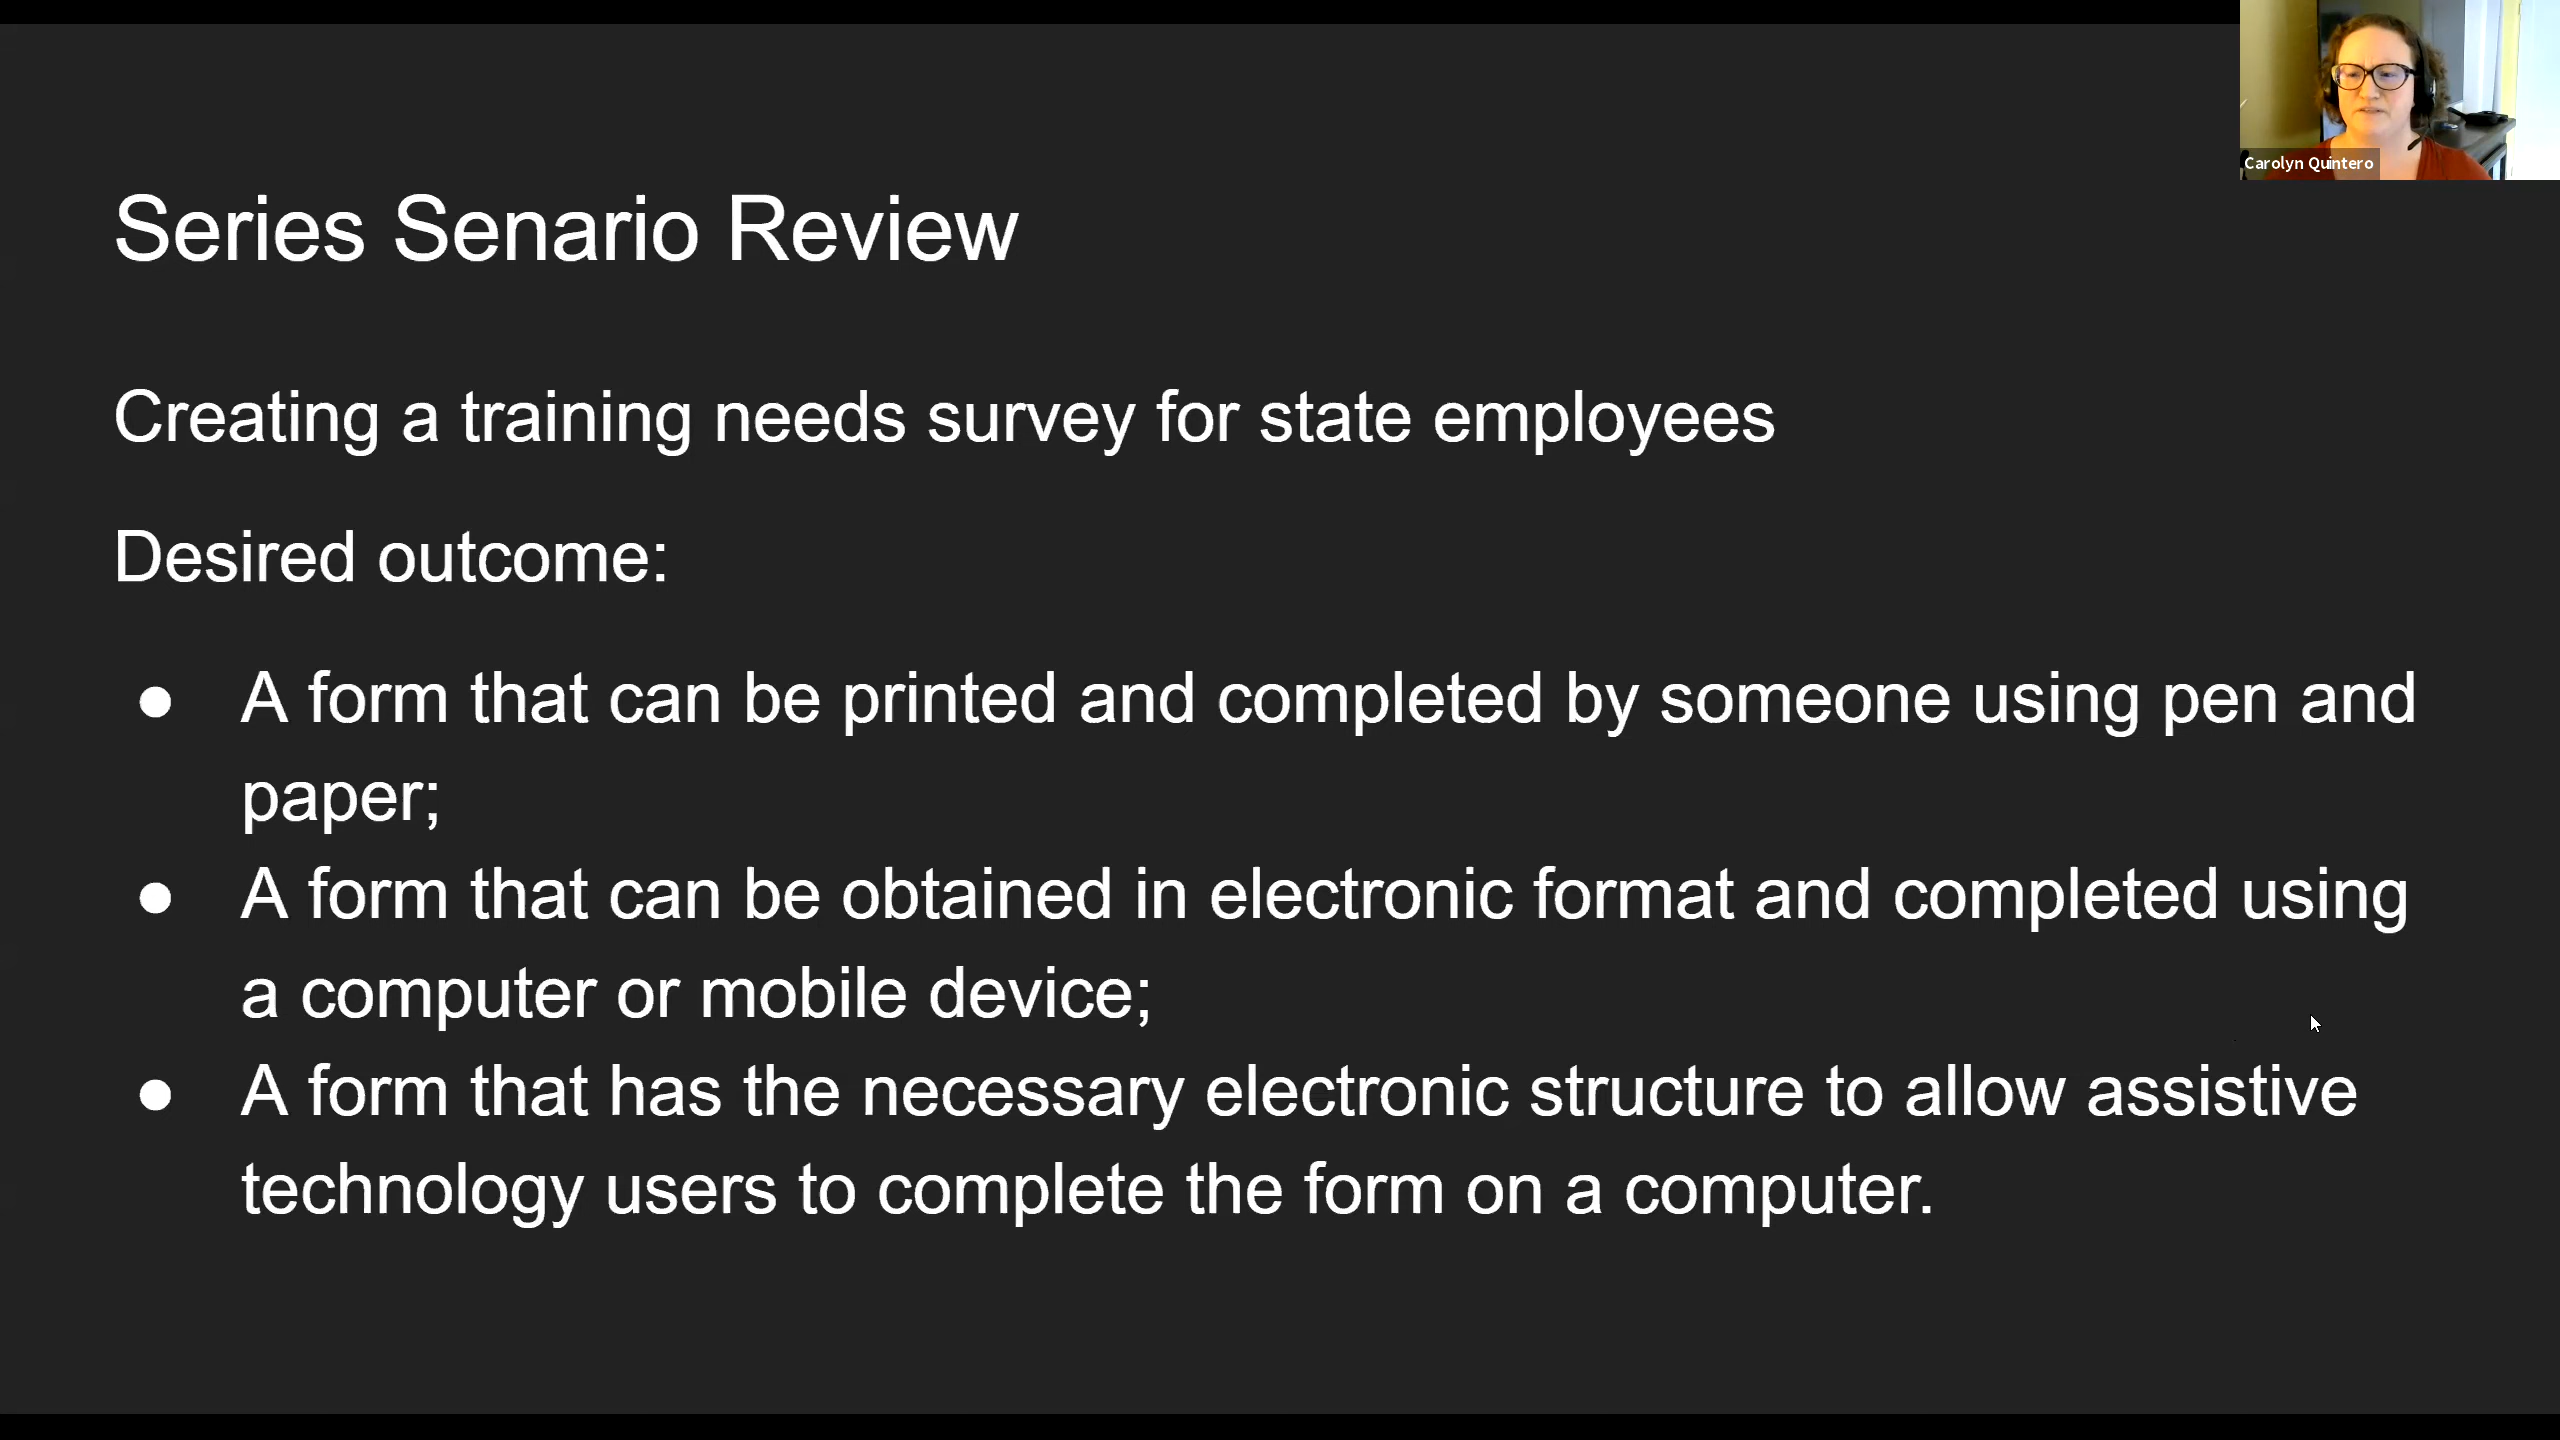 Carolyn Quintero
Series Senario Review
Creating a training needs survey for state employees
Desired outcome:
● A form that can be printed and completed by someone using pen and
paper;
● A form that can be obtained in electronic format and completed using
a computer or mobile device;
● A form that has the necessary electronic structure to allow assistive
technology users to complete the form on a computer.